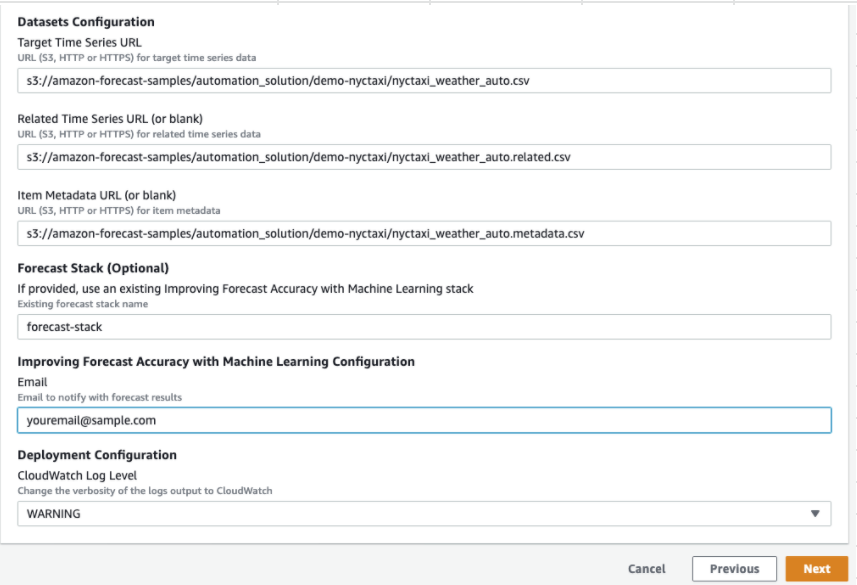 Datasets Configuration
Target Time Series URL
URL (S3, HTTP or HTTPS) for target time series data
s3://amazon-forecast-samples/automation_solution/demo-nyctaxi/nyctaxi_weather_auto.csv
Related Time Series URL (or blank)
URL (S3, HTTP or HTTPS) for related time series data
s3://amazon-forecast-samples/automation_solution/demo-nyctaxi/nyctaxi_weather_auto.related.csv
Item Metadata URL (or blank)
URL (S3, HTTP or HTTPS) for item metadata
s3://amazon-forecast-samples/automation_solution/demo-nyctaxi/nyctaxi_weather_auto.metadata.csv
Forecast Stack (Optional)
If provided, use an existing Improving Forecast Accuracy with Machine Learning stack
Existing forecast stack name
forecast-stack
Improving Forecast Accuracy with Machine Learning Configuration
Email
Email to notify with forecast results
youremail@sample.com
Deployment Configuration
CloudWatch Log Level
Change the verbosity of the logs output to CloudWatch
WARNING
Cancel Previous Next